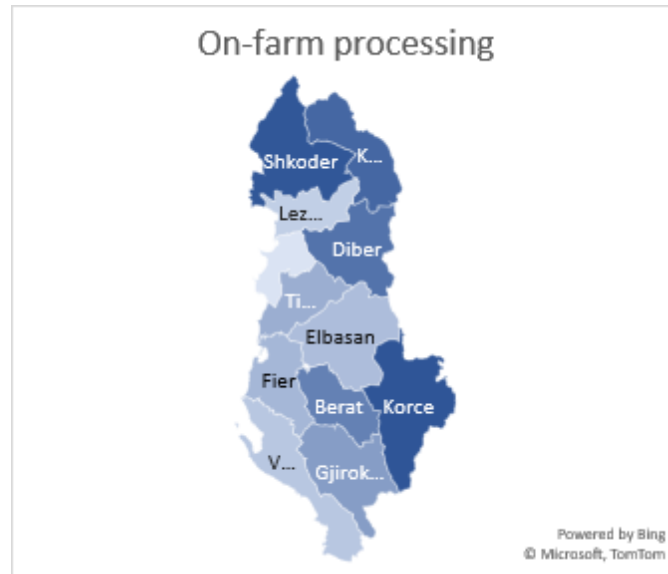 On-farm processing
Shkoder
K...
Lez...
Diber
Ti...
Elbasan
Fier
Berat
Korce
V...
Gjirok...
Powered by Bing
© Microsoft, TomTom